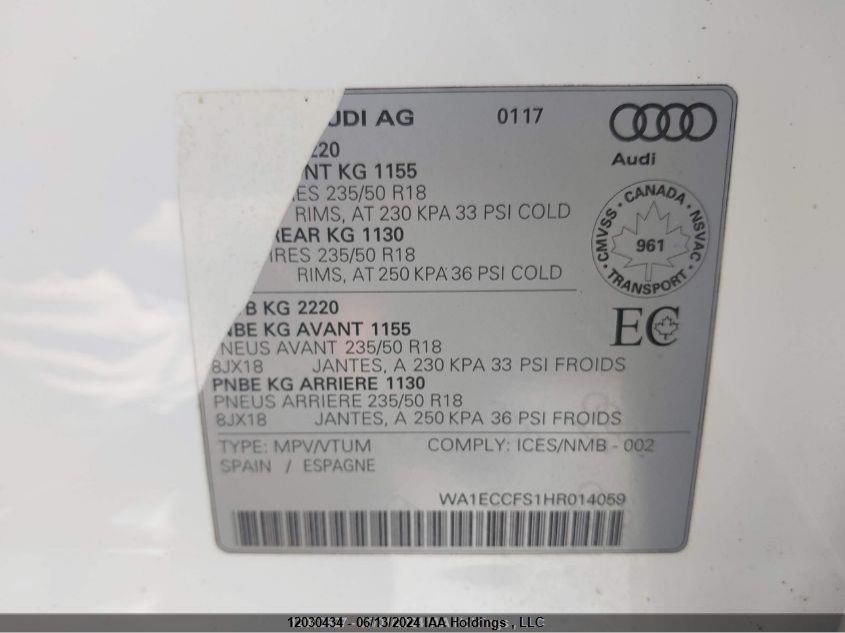 AUDI AG 0117
Audi
2220
NT KG 1155
ES 235/50 R18
RIMS, AT 230 KPA 33 PSI COLD
REAR KG 1130
IRES 235/50 R18
RIMS, AT 250 KPA 36 PSI COLD
CMVSS • CANADA • NSVAC • TRANSPORT •
961
B KG 2220
NBE KG AVANT 1155
PNEUS AVANT 235/50 R18
8JX18 JANTES, A 230 KPA 33 PSI FROIDS
EC
PNBE KG ARRIERE 1130
PNEUS ARRIERE 235/50 R18
8JX18 JANTES, A 250 KPA 36 PSI FROIDS
TYPE: MPV/VTUM COMPLY: ICES/NMB - 002
SPAIN / ESPAGNE
WA1ECCFS1HR014059
12030434 - 06/13/2024 IAA Holdings , LLC